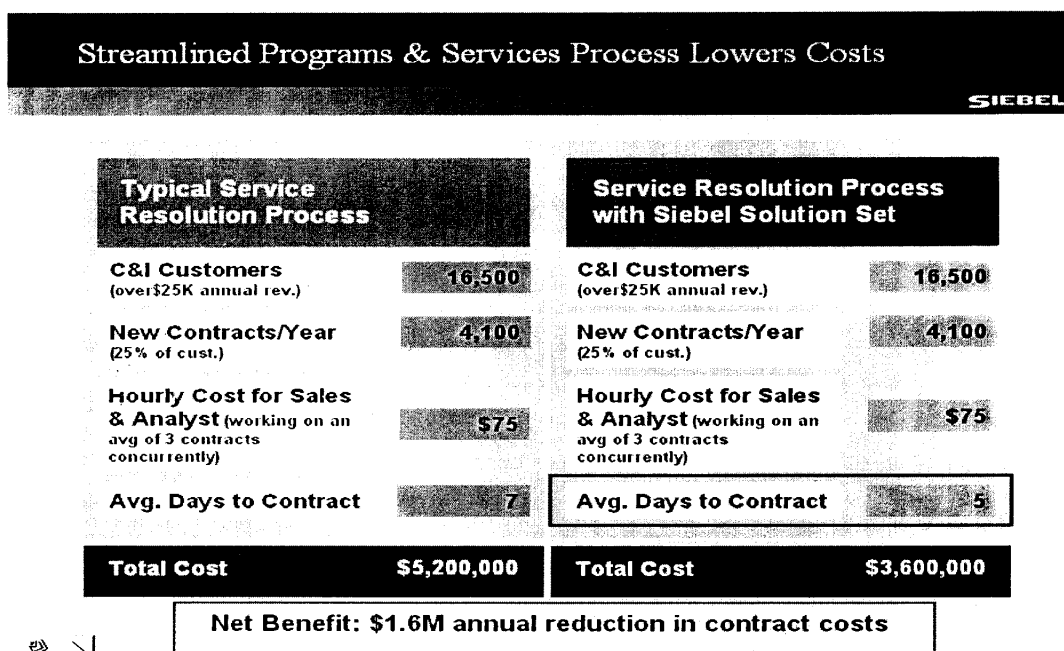 Streamlined Programs & Services Process Lowers Costs
SIEBEL
Typical Service
Resolution Process
C&I Customers
(over$25K annual rev.)
16,500
New Contracts/Year
(25% of cust.)
4,100
Hourly Cost for Sales
& Analyst (working on an
avg of 3 contracts
concurrently)
$75
Avg. Days to Contract
7
Total Cost
$5,200,000
Service Resolution Process
with Siebel Solution Set
C&I Customers
(over$25K annual rev.)
16,500
New Contracts/Year
(25% of cust.)
4,100
Hourly Cost for Sales
& Analyst (working on an
avg of 3 contracts
concurrently)
$75
Avg. Days to Contract
5
Total Cost
$3,600,000
Net Benefit: $1.6M annual reduction in contract costs